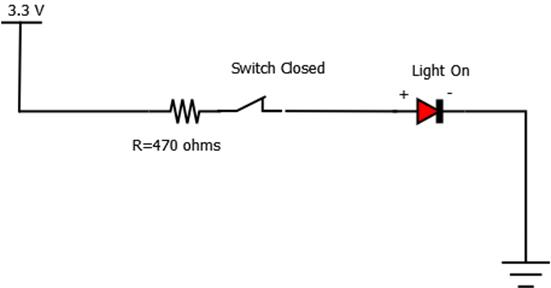 3.3 V
Switch Closed
Light On
+ -
R=470 ohms